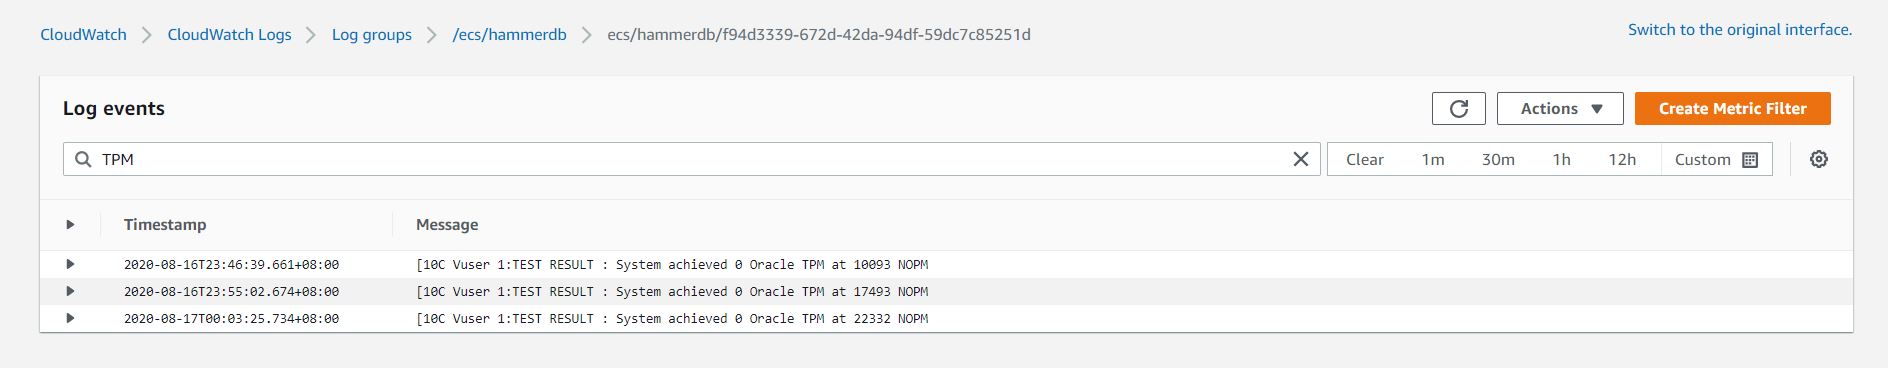 CloudWatch > CloudWatch Logs > Log groups > /ecs/hammerdb > ecs/hammerdb/f94d3339-672d-42da-94df-59dc7c85251d
Switch to the original interface.
Log events
Actions ▼ Create Metric Filter
TPM
Clear 1m 30m 1h 12h Custom
Timestamp Message
2020-08-16T23:46:39.661+08:00 [10C Vuser 1:TEST RESULT : System achieved 0 Oracle TPM at 10093 NOPM
2020-08-16T23:55:02.674+08:00 [10C Vuser 1:TEST RESULT : System achieved 0 Oracle TPM at 17493 NOPM
2020-08-17T00:03:25.734+08:00 [10C Vuser 1:TEST RESULT : System achieved 0 Oracle TPM at 22332 NOPM